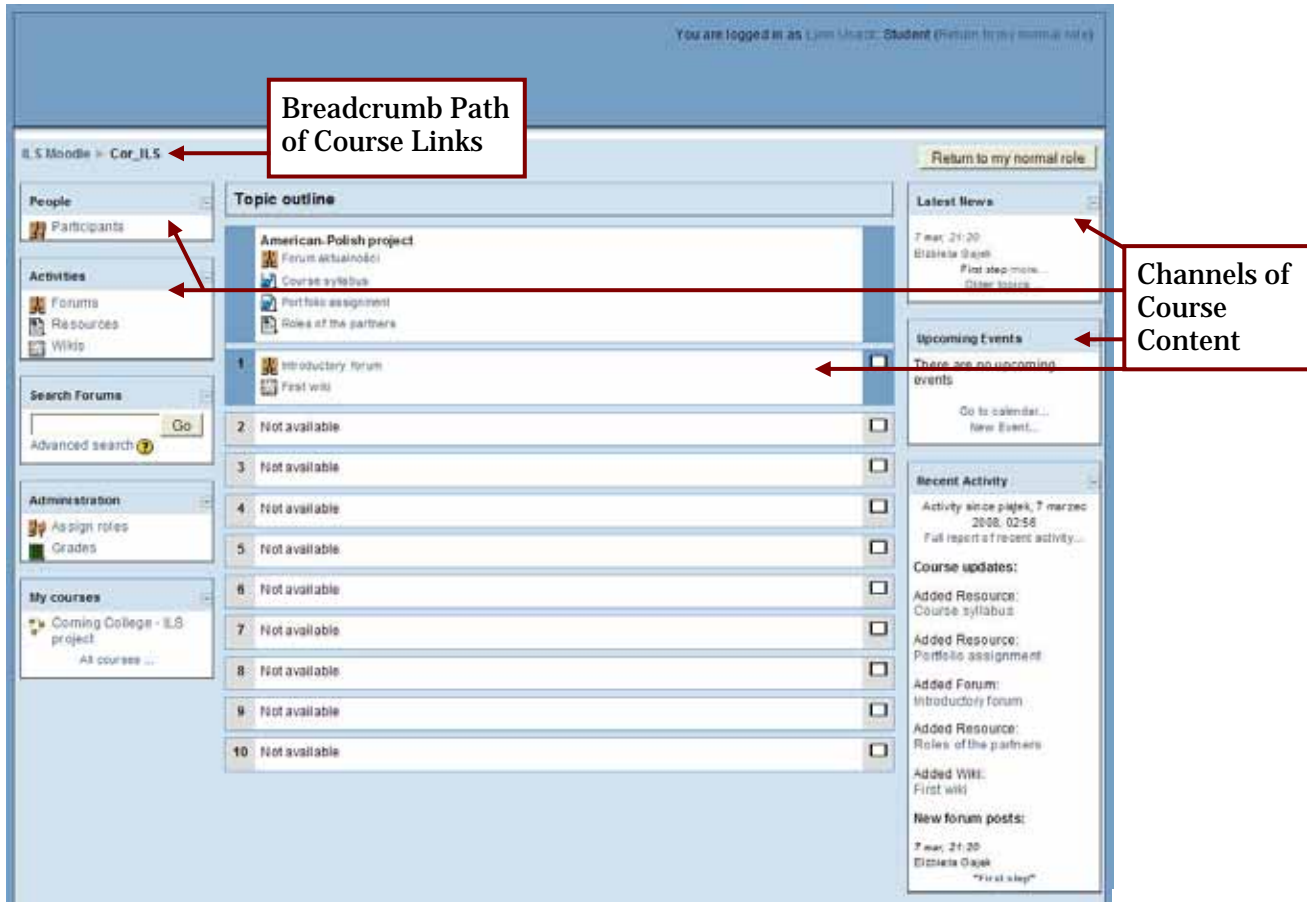 You are logged in as Student (Return to my normal role)
Breadcrumb Path
of Course Links
ILS Moodle ► Cor_ILS
Return to my normal role
People
Participants
Activities
Forums
Resources
Wikis
Search Forums
Go
Advanced search ?
Administration
Assign roles
Grades
My courses
Corning College - ILS
project
All courses ...
Topic outline
American-Polish project
Forum aktualności
Course syllabus
Portfolio assignment
Roles of the partners
1 Introductory forum
First wiki
2 Not available
3 Not available
4 Not available
5 Not available
6 Not available
7 Not available
8 Not available
9 Not available
10 Not available
Latest News
7 mar, 21:20
Elzbieta Gajek
First step more...
Older topics ...
Upcoming Events
There are no upcoming
events
Go to calendar...
New Event...
Recent Activity
Activity since piątek, 7 marzec
2008, 02:56
Full report of recent activity...
Course updates:
Added Resource:
Course syllabus
Added Resource:
Portfolio assignment
Added Forum:
Introductory forum
Added Resource:
Roles of the partners
Added Wiki:
First wiki
New forum posts:
7 mar, 21:20
Elzbieta Gajek
"First step"
Channels of
Course
Content